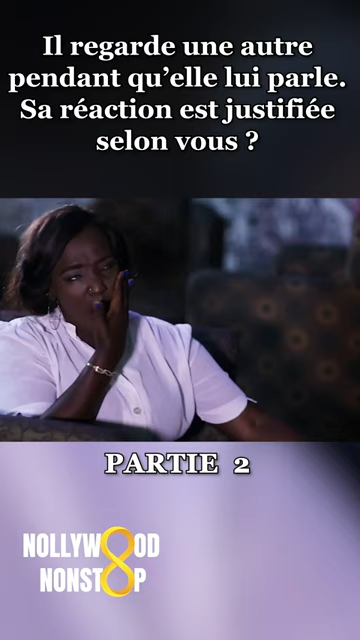 Il regarde une autre
pendant qu’elle lui parle.
Sa réaction est justifiée
selon vous ?
PARTIE 2
NOLLYWOOD
NONSTOP